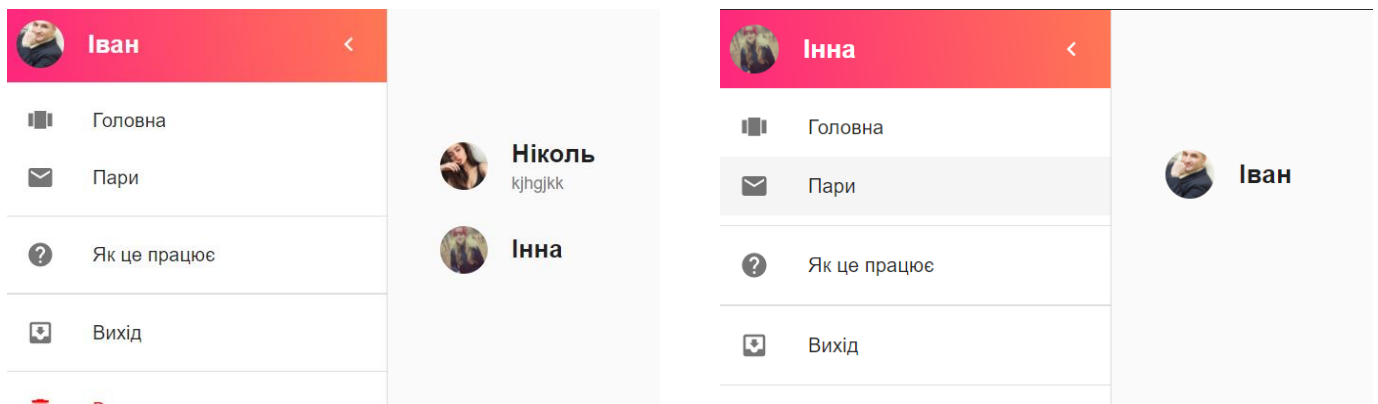 Іван
Головна
Пари
Як це працює
Вихід
Ніколь
kjhgjkk
Інна
Інна
Головна
Пари
Як це працює
Вихід
Іван